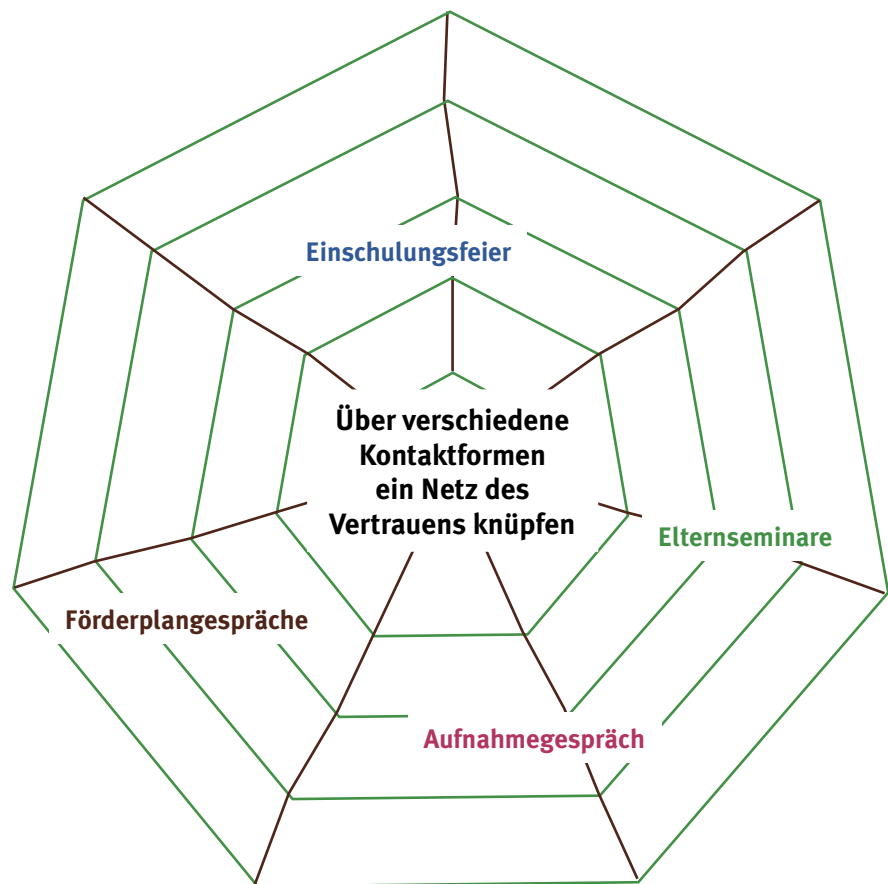 Einschulungsfeier
Über verschiedene
Kontaktformen
ein Netz des
Vertrauens knüpfen
Elternseminare
Förderplangespräche
Aufnahmegespräch